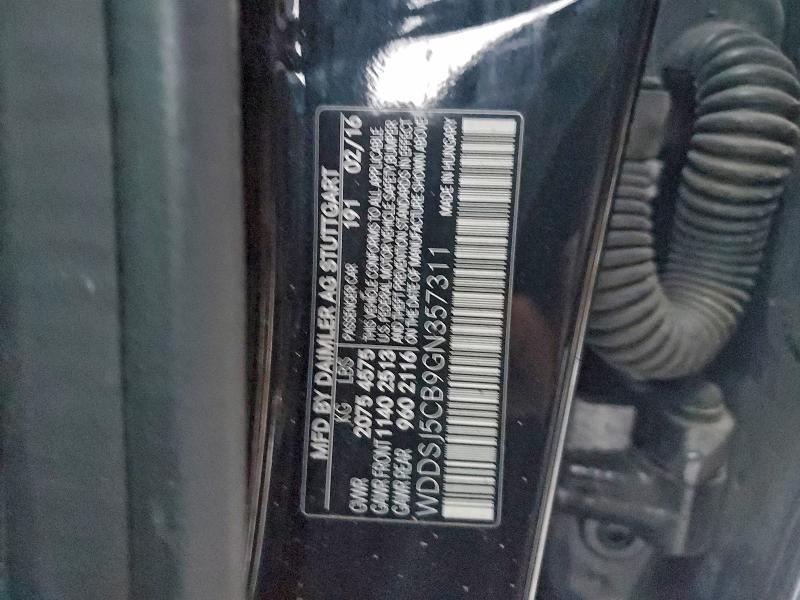 MFD BY DAIMLER AG STUTTGART
KG LBS PASSENGER CAR 191 02/16
GVWR 2075 4575 THIS VEHICLE CONFORMS TO ALL APPLICABLE
GAWR FRONT 1140 2513 U.S. FEDERAL MOTOR VEHICLE SAFETY, BUMPER
GAWR REAR 960 2116 AND THEFT PREVENTION STANDARDS IN EFFECT
ON THE DATE OF MANUFACTURE SHOWN ABOVE
WDDSJ5CB9GN357311 MADE IN HUNGARY